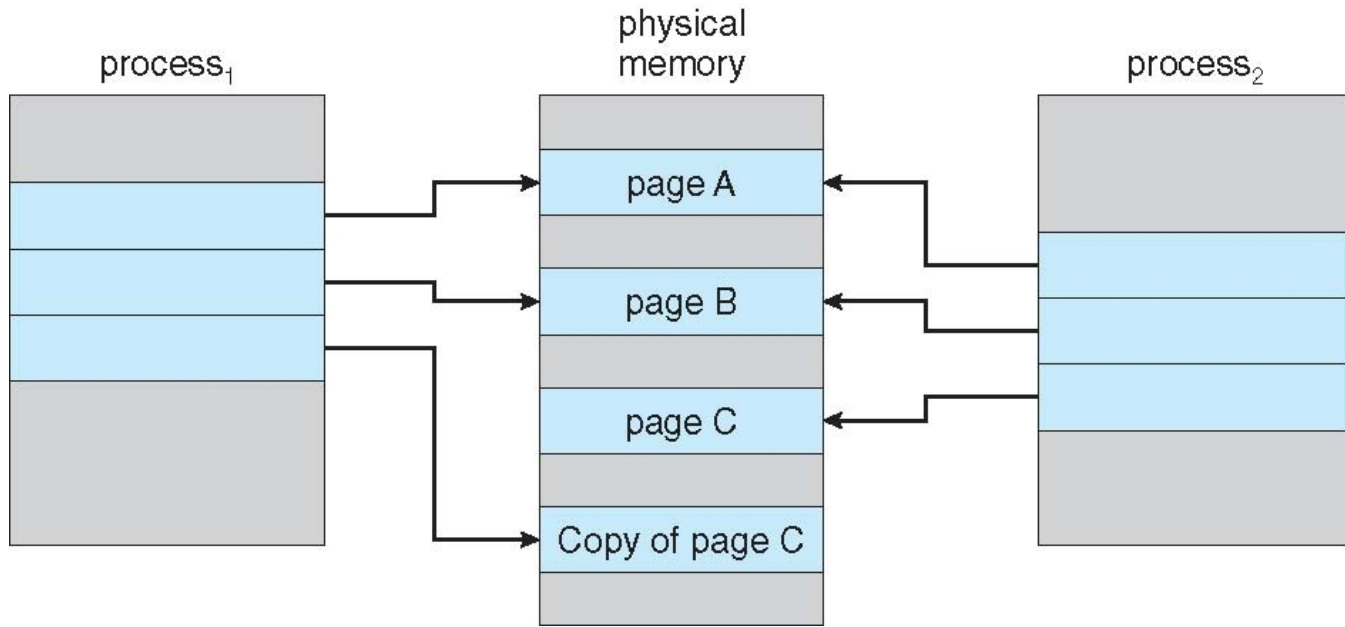 process₁
physical
memory
process₂
page A
page B
page C
Copy of page C